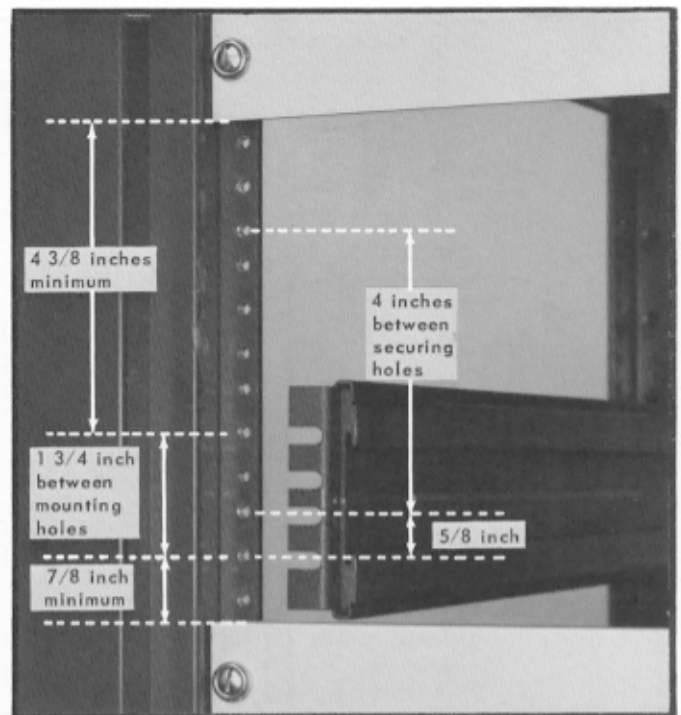 4 3/8 inches
minimum
4 inches
between
securing
holes
1 3/4 inch
between
mounting
holes
5/8 inch
7/8 inch
minimum